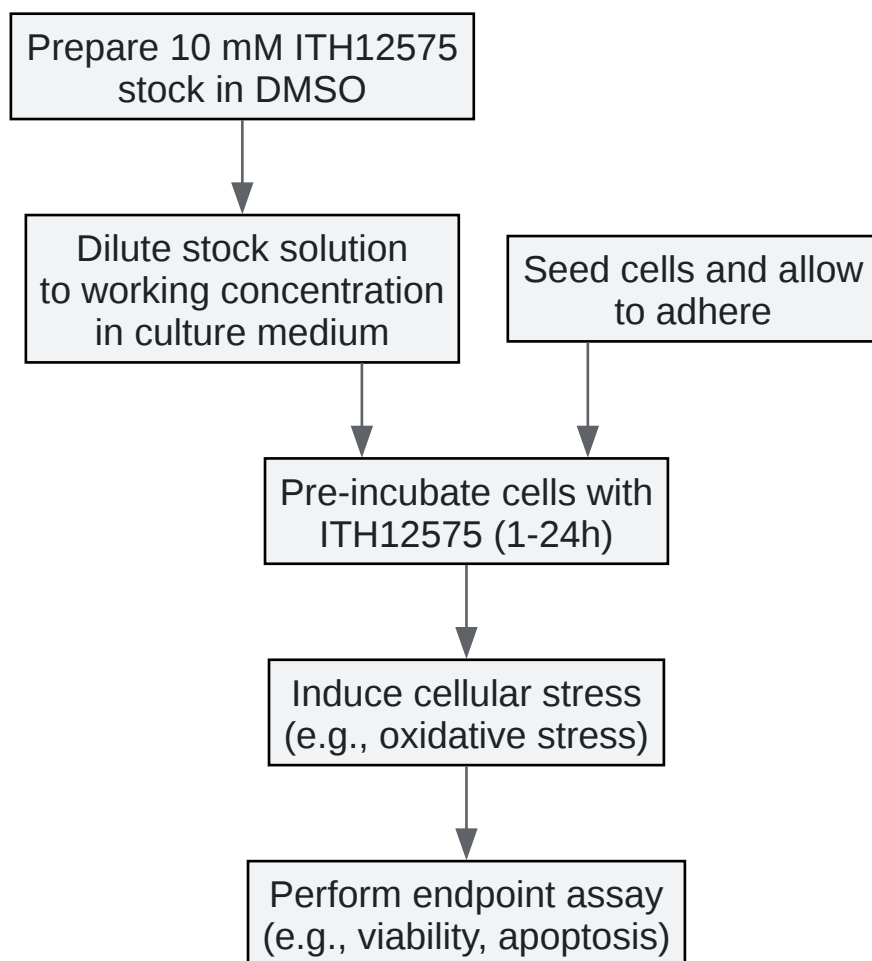 Prepare 10 mM ITH12575
stock in DMSO
Dilute stock solution
to working concentration
in culture medium
Seed cells and allow
to adhere
Pre-incubate cells with
ITH12575 (1-24h)
Induce cellular stress
(e.g., oxidative stress)
Perform endpoint assay
(e.g., viability, apoptosis)